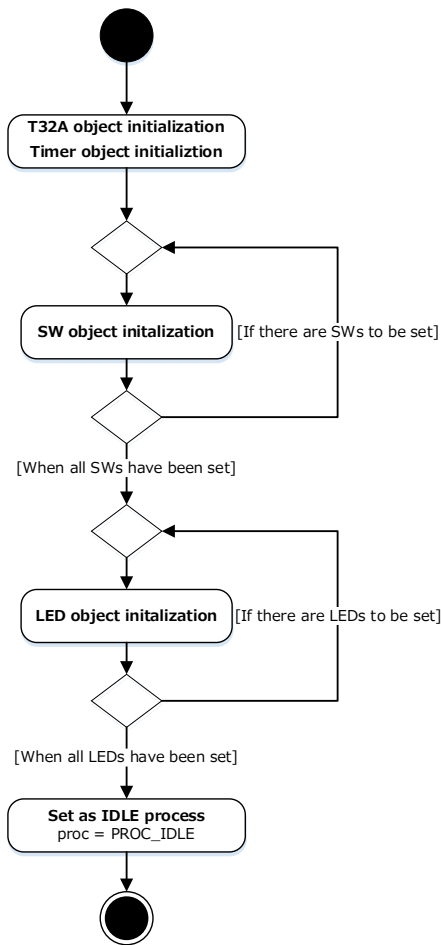 T32A object initialization
Timer object initializtion
SW object initalization
[If there are SWs to be set]
[When all SWs have been set]
LED object initalization
[If there are LEDs to be set]
[When all LEDs have been set]
Set as IDLE process
proc = PROC_IDLE